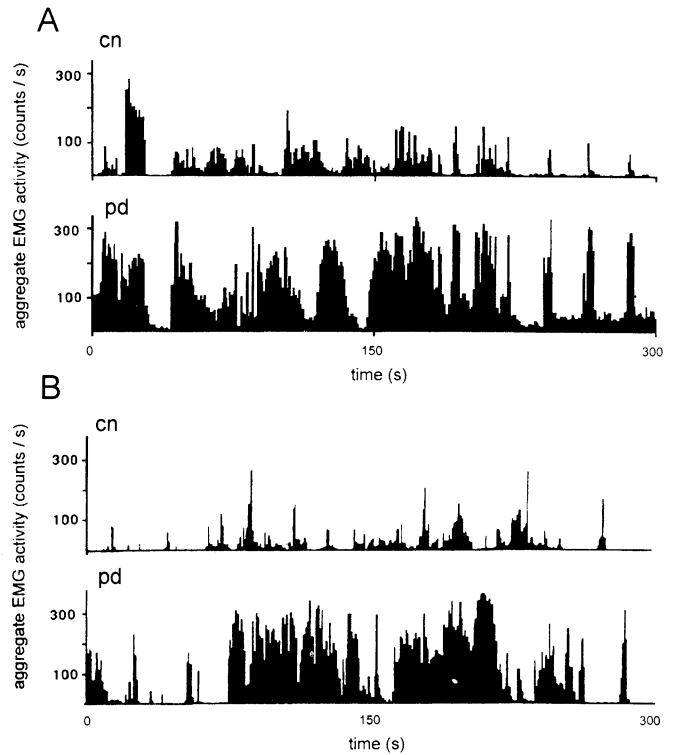 A
cn
aggregate EMG activity (counts / s)
300
100
pd
300
100
0 150 300
time (s)
B
cn
aggregate EMG activity (counts / s)
300
100
pd
300
100
0 150 300
time (s)